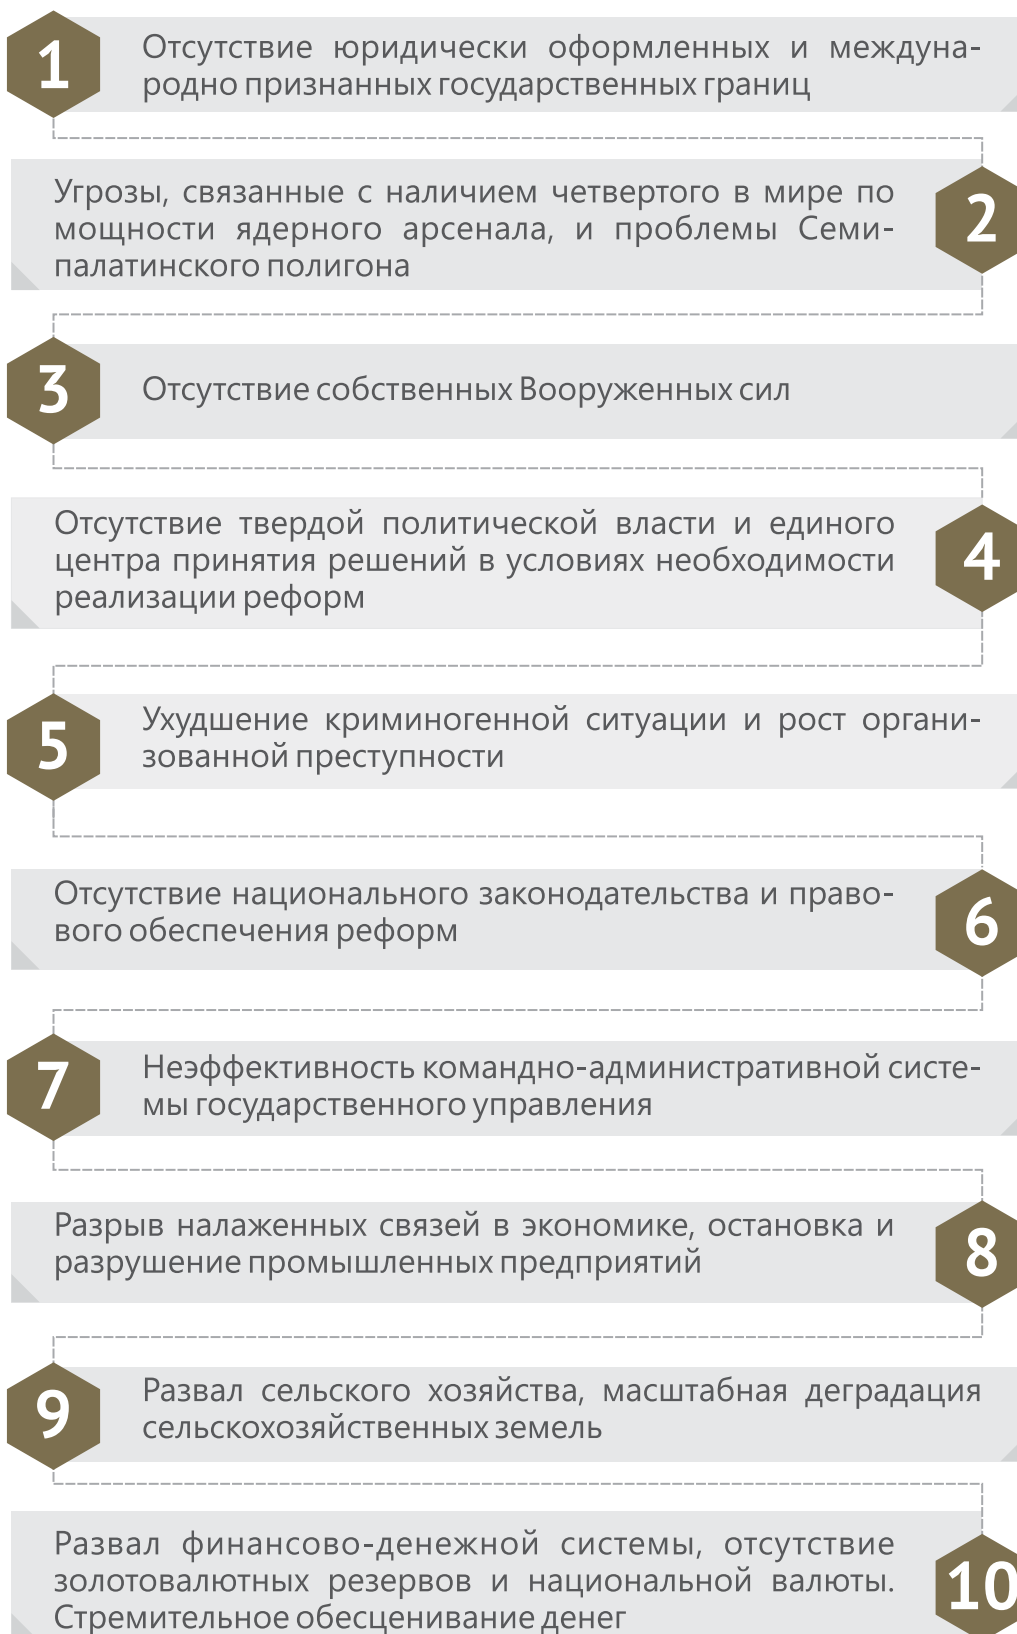 1
Отсутствие юридически оформленных и междуна-
родно признанных государственных границ
Угрозы, связанные с наличием четвертого в мире по
мощности ядерного арсенала, и проблемы Семи-
палатинского полигона
2
3
Отсутствие собственных Вооруженных сил
Отсутствие твердой политической власти и единого
центра принятия решений в условиях необходимости
реализации реформ
4
5
Ухудшение криминогенной ситуации и рост органи-
зованной преступности
Отсутствие национального законодательства и право-
вого обеспечения реформ
6
7
Неэффективность командно-административной систе-
мы государственного управления
Разрыв налаженных связей в экономике, остановка и
разрушение промышленных предприятий
8
9
Развал сельского хозяйства, масштабная деградация
сельскохозяйственных земель
Развал финансово-денежной системы, отсутствие
золотовалютных резервов и национальной валюты.
Стремительное обесценивание денег
10